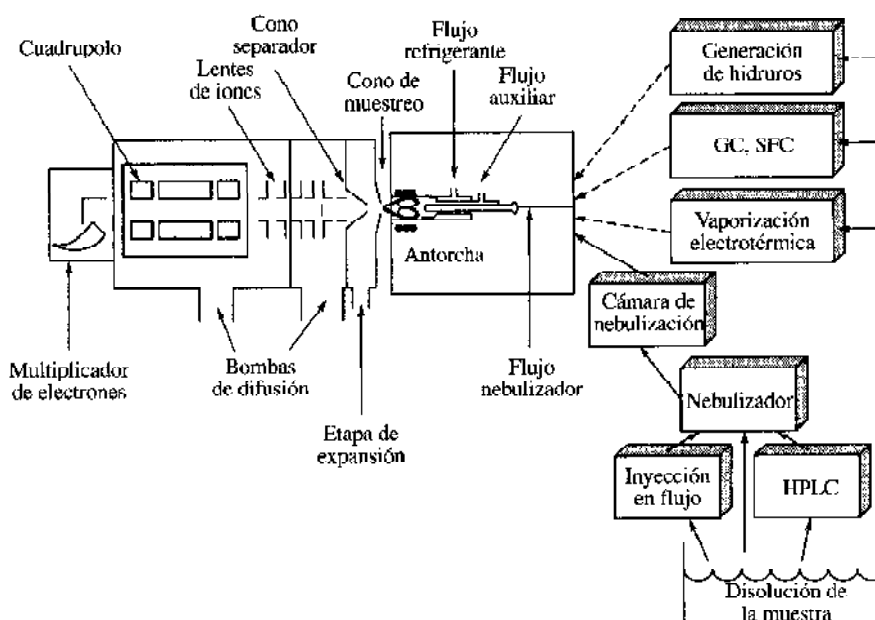 Cuadrupolo
Cono
separador
Lentes
de iones
Cono de
muestreo
Flujo
refrigerante
Flujo
auxiliar
Generación
de hidruros
GC, SFC
Vaporización
electrotérmica
Antorcha
Cámara de
nebulización
Multiplicador
de electrones
Bombas
de difusión
Etapa de
expansión
Flujo
nebulizador
Nebulizador
Inyección
en flujo
HPLC
Disolución de
la muestra